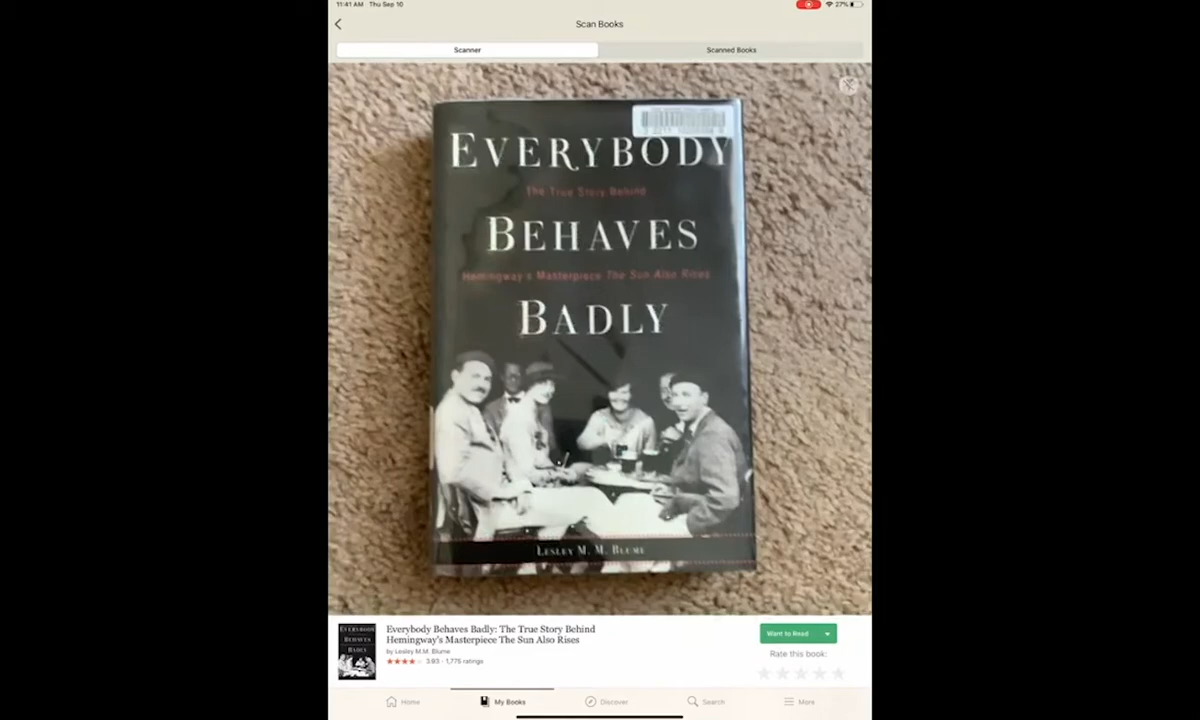 11:41 AM Thu Sep 10
27%
Scan Books
Scanner
Scanned Books
EVERYBODY
The True Story Behind
BEHAVES
Hemingway's Masterpiece The Sun Also Rises
BADLY
LESLEY M. M. BLUME
EVERYBODY
BEHAVES
BADLY
Everybody Behaves Badly: The True Story Behind
Hemingway's Masterpiece The Sun Also Rises
by Lesley M.M. Blume
3.93 · 1,775 ratings
Want to Read
Rate this book:
Home
My Books
Discover
Search
More